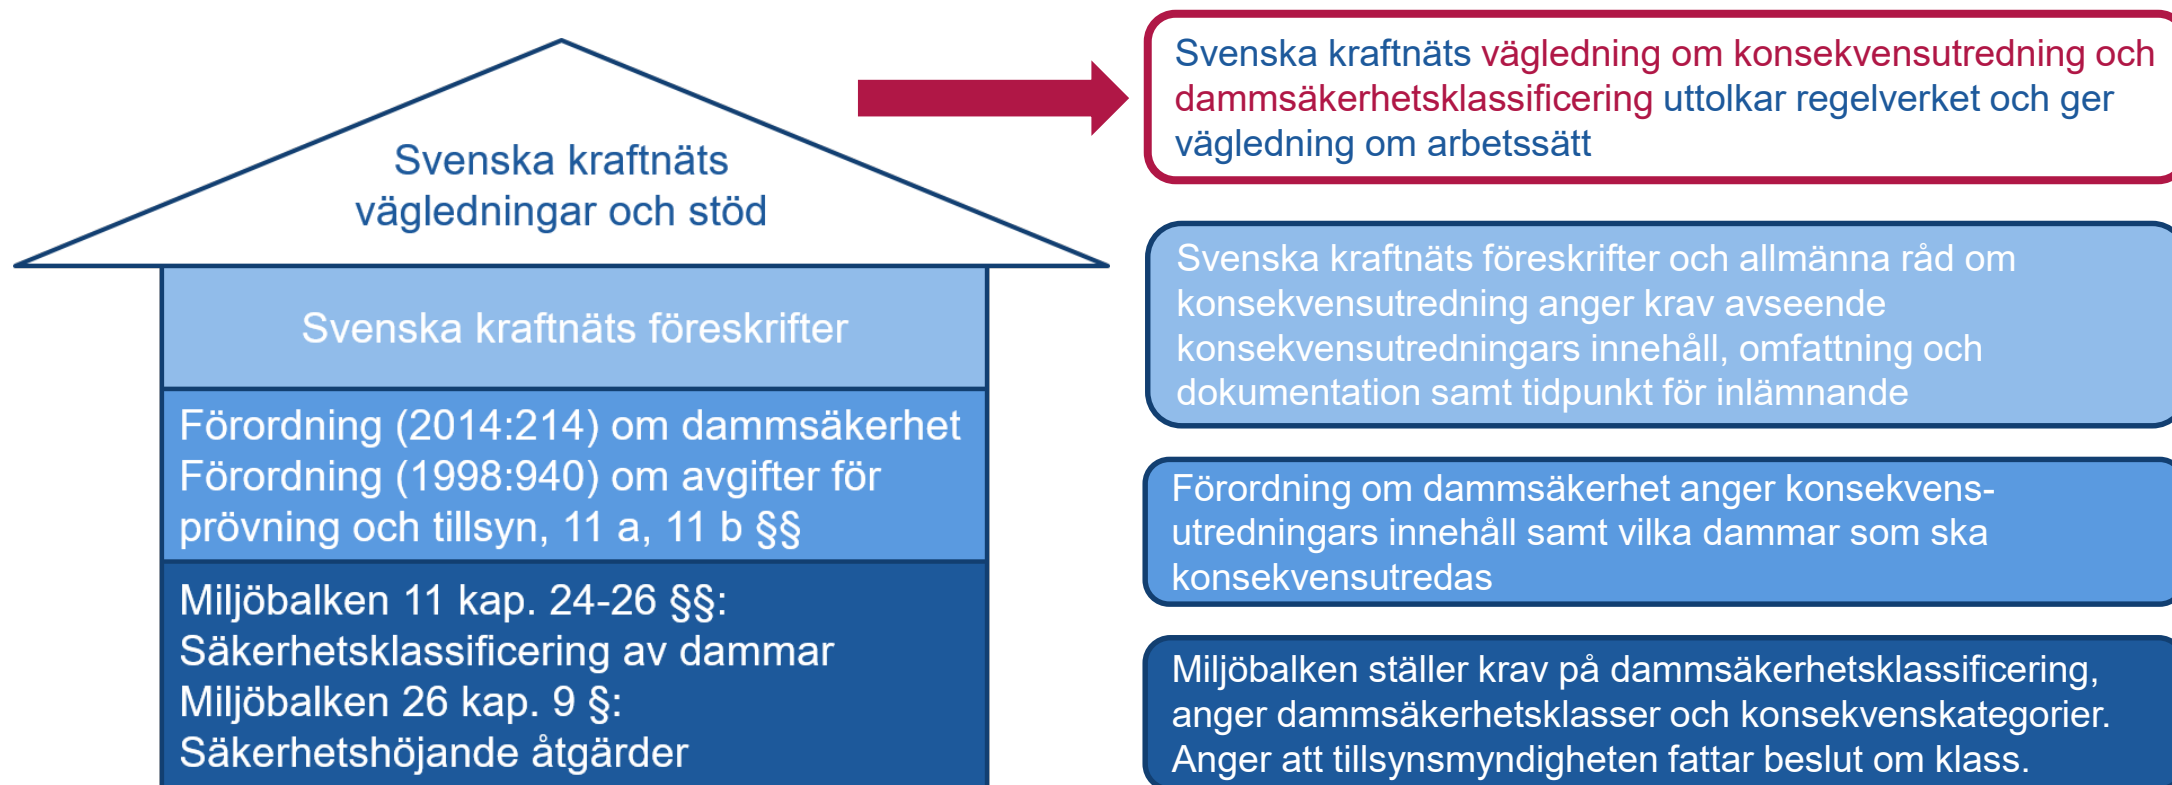 Svenska kraftnäts
vägledningar och stöd
Svenska kraftnäts föreskrifter
Förordning (2014:214) om dammsäkerhet
Förordning (1998:940) om avgifter för
prövning och tillsyn, 11 a, 11 b §§
Miljöbalken 11 kap. 24-26 §§:
Säkerhetsklassificering av dammar
Miljöbalken 26 kap. 9 §:
Säkerhetshöjande åtgärder
Svenska kraftnäts vägledning om konsekvensutredning och
dammsäkerhetsklassificering uttolkar regelverket och ger
vägledning om arbetssätt
Svenska kraftnäts föreskrifter och allmänna råd om
konsekvensutredning anger krav avseende
konsekvensutredningars innehåll, omfattning och
dokumentation samt tidpunkt för inlämnande
Förordning om dammsäkerhet anger konsekvens-
utredningars innehåll samt vilka dammar som ska
konsekvensutredas
Miljöbalken ställer krav på dammsäkerhetsklassificering,
anger dammsäkerhetsklasser och konsekvenskategorier.
Anger att tillsynsmyndigheten fattar beslut om klass.